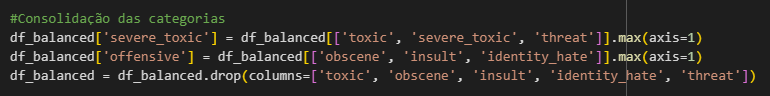 #Consolidação das categorias
df_balanced['severe_toxic'] = df_balanced[['toxic', 'severe_toxic', 'threat']].max(axis=1)
df_balanced['offensive'] = df_balanced[['obscene', 'insult', 'identity_hate']].max(axis=1)
df_balanced = df_balanced.drop(columns=['toxic', 'obscene', 'insult', 'identity_hate', 'threat'])